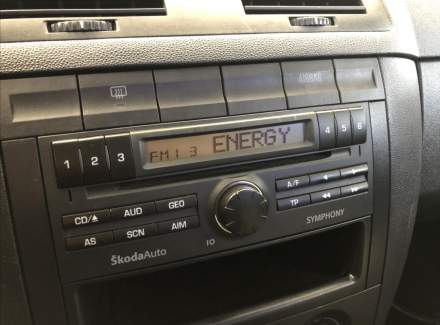 AIRBAG
1 2 3
FM1 3 ENERGY
4 5 6
CD/▲ AUD GEO
AS SCN AIM
A/F ◄ ►
TP ◄◄ ►►
ŠkodaAuto
IO
SYMPHONY